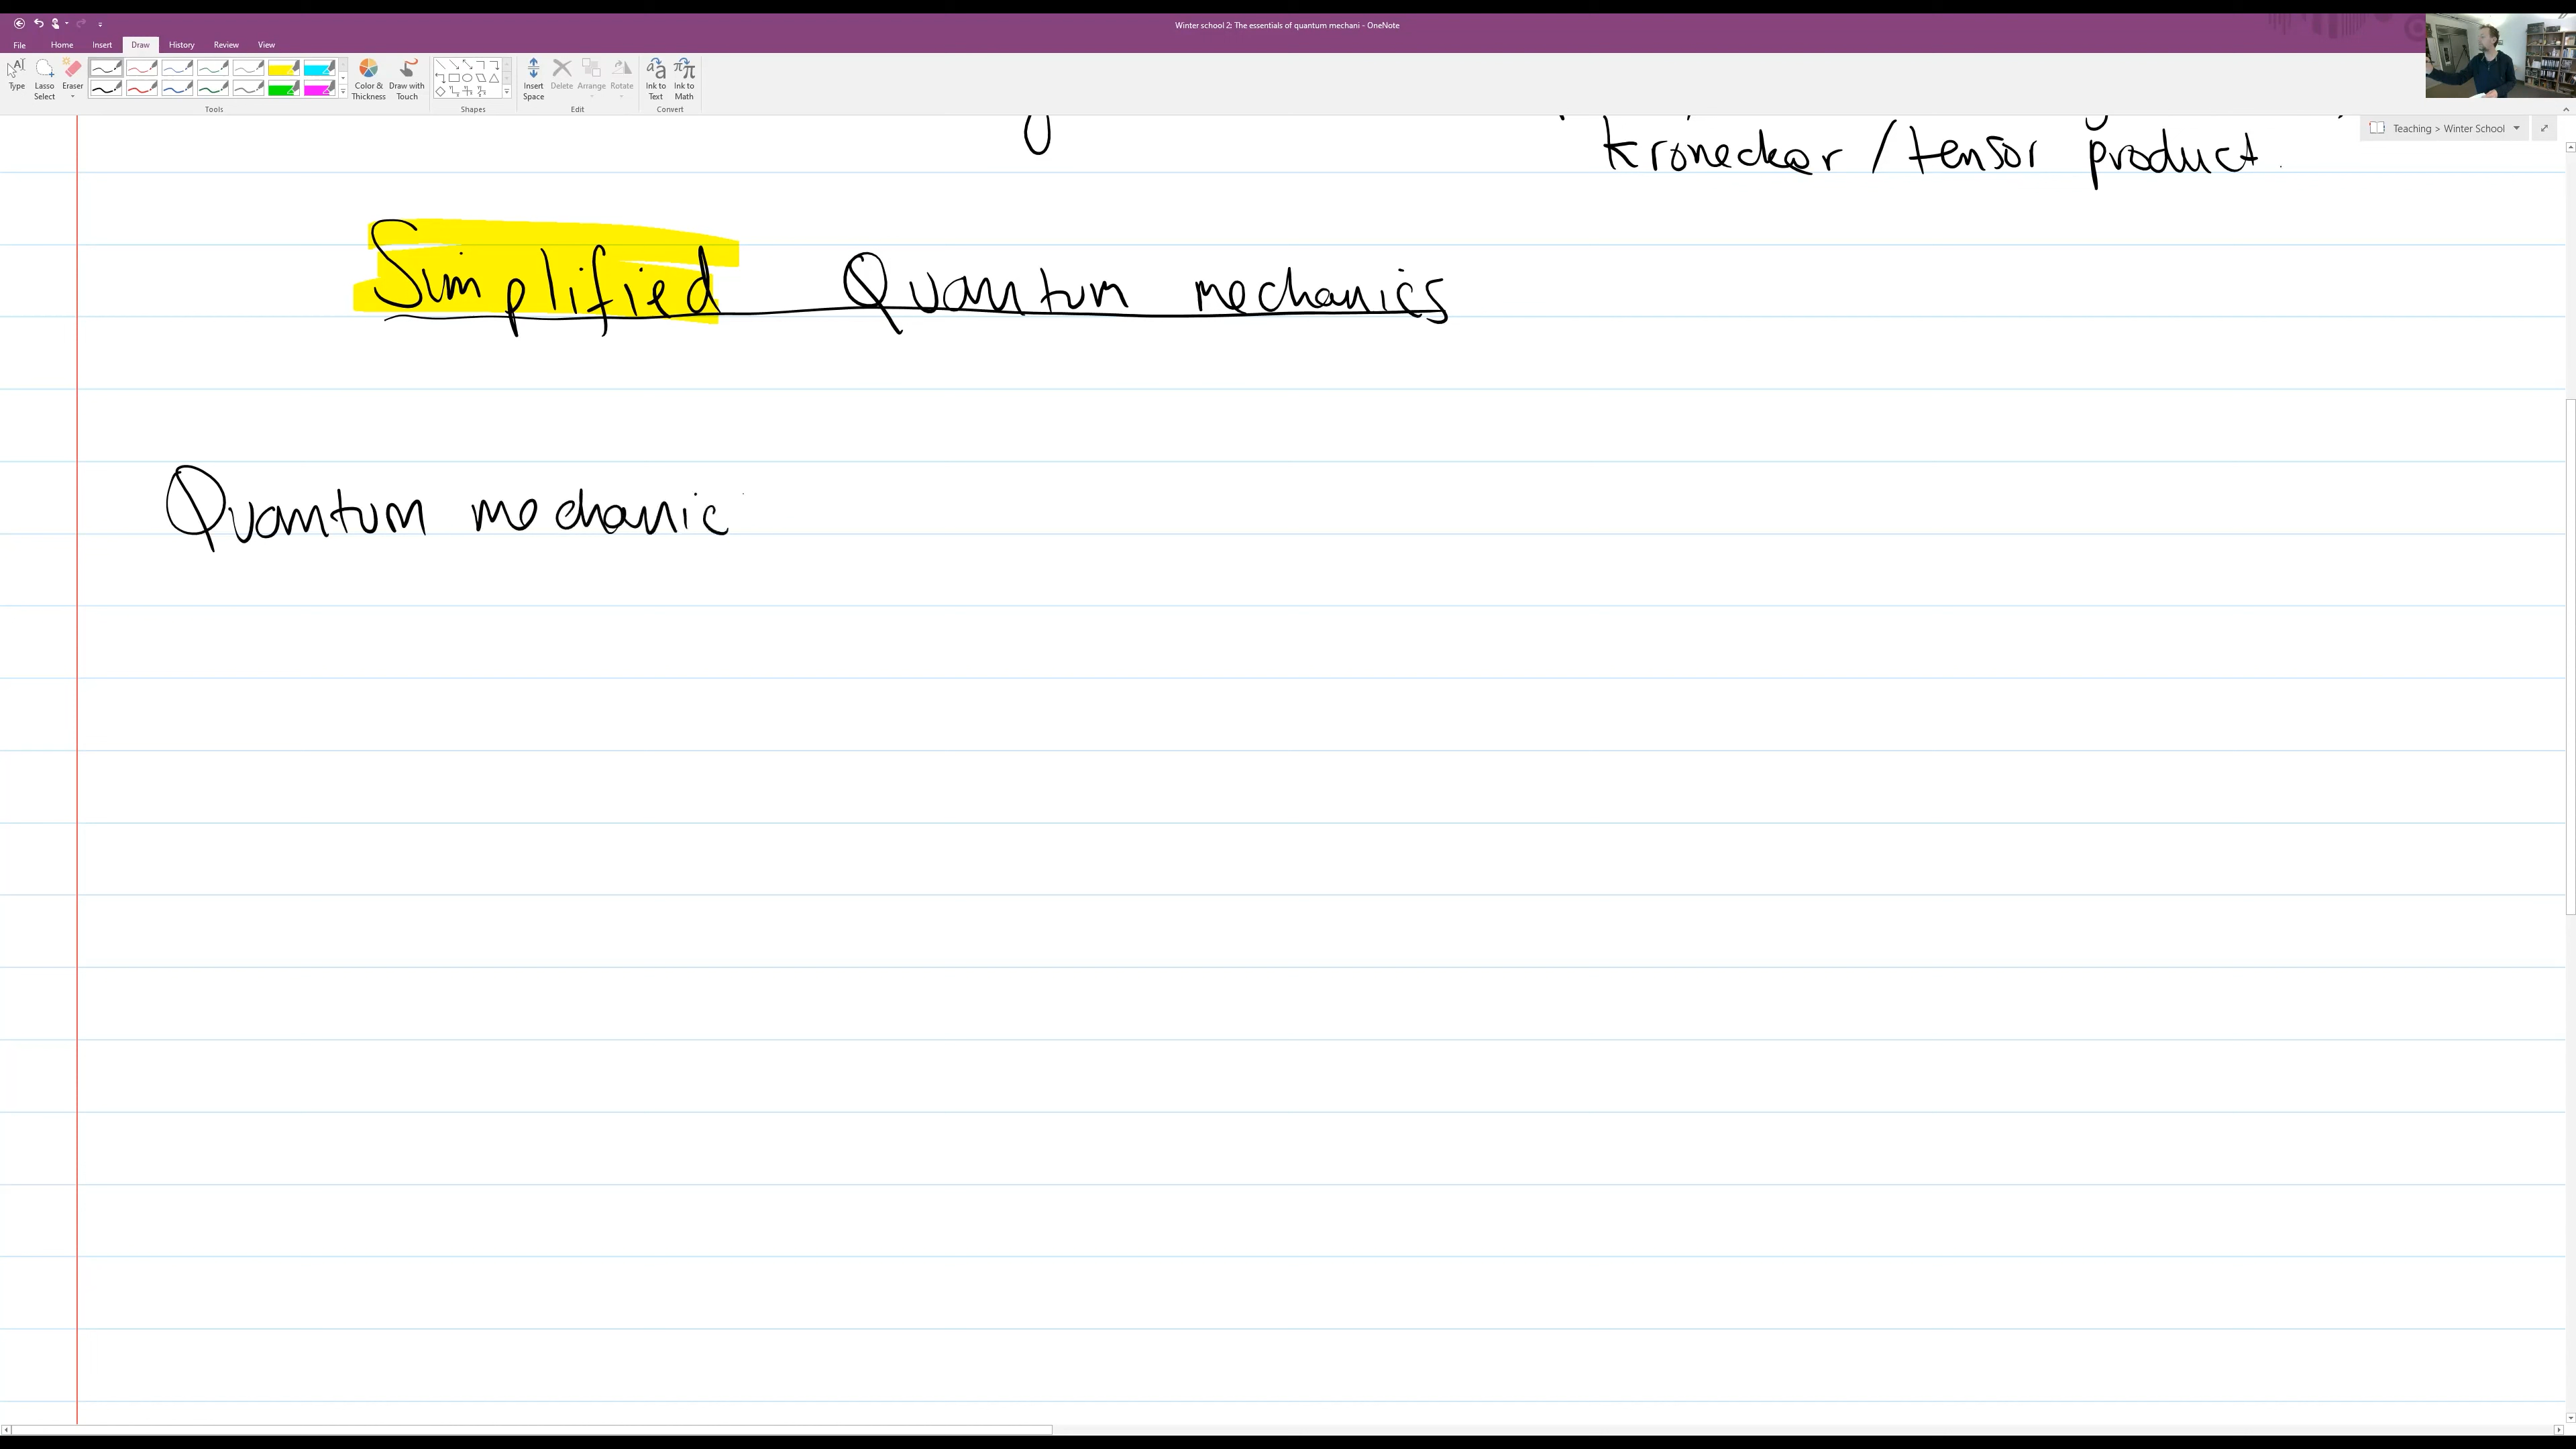 Winter school 2: The essentials of quantum mechani - OneNote
File Home Insert Draw History Review View
Type Lasso Select Eraser Color & Thickness Draw with Touch Insert Space Delete Arrange Rotate Ink to Text Ink to Math
Tools Shapes Edit Convert
Teaching > Winter School
Kronecker / tensor product.
Simplified Quantum mechanics
Quantum mechanic